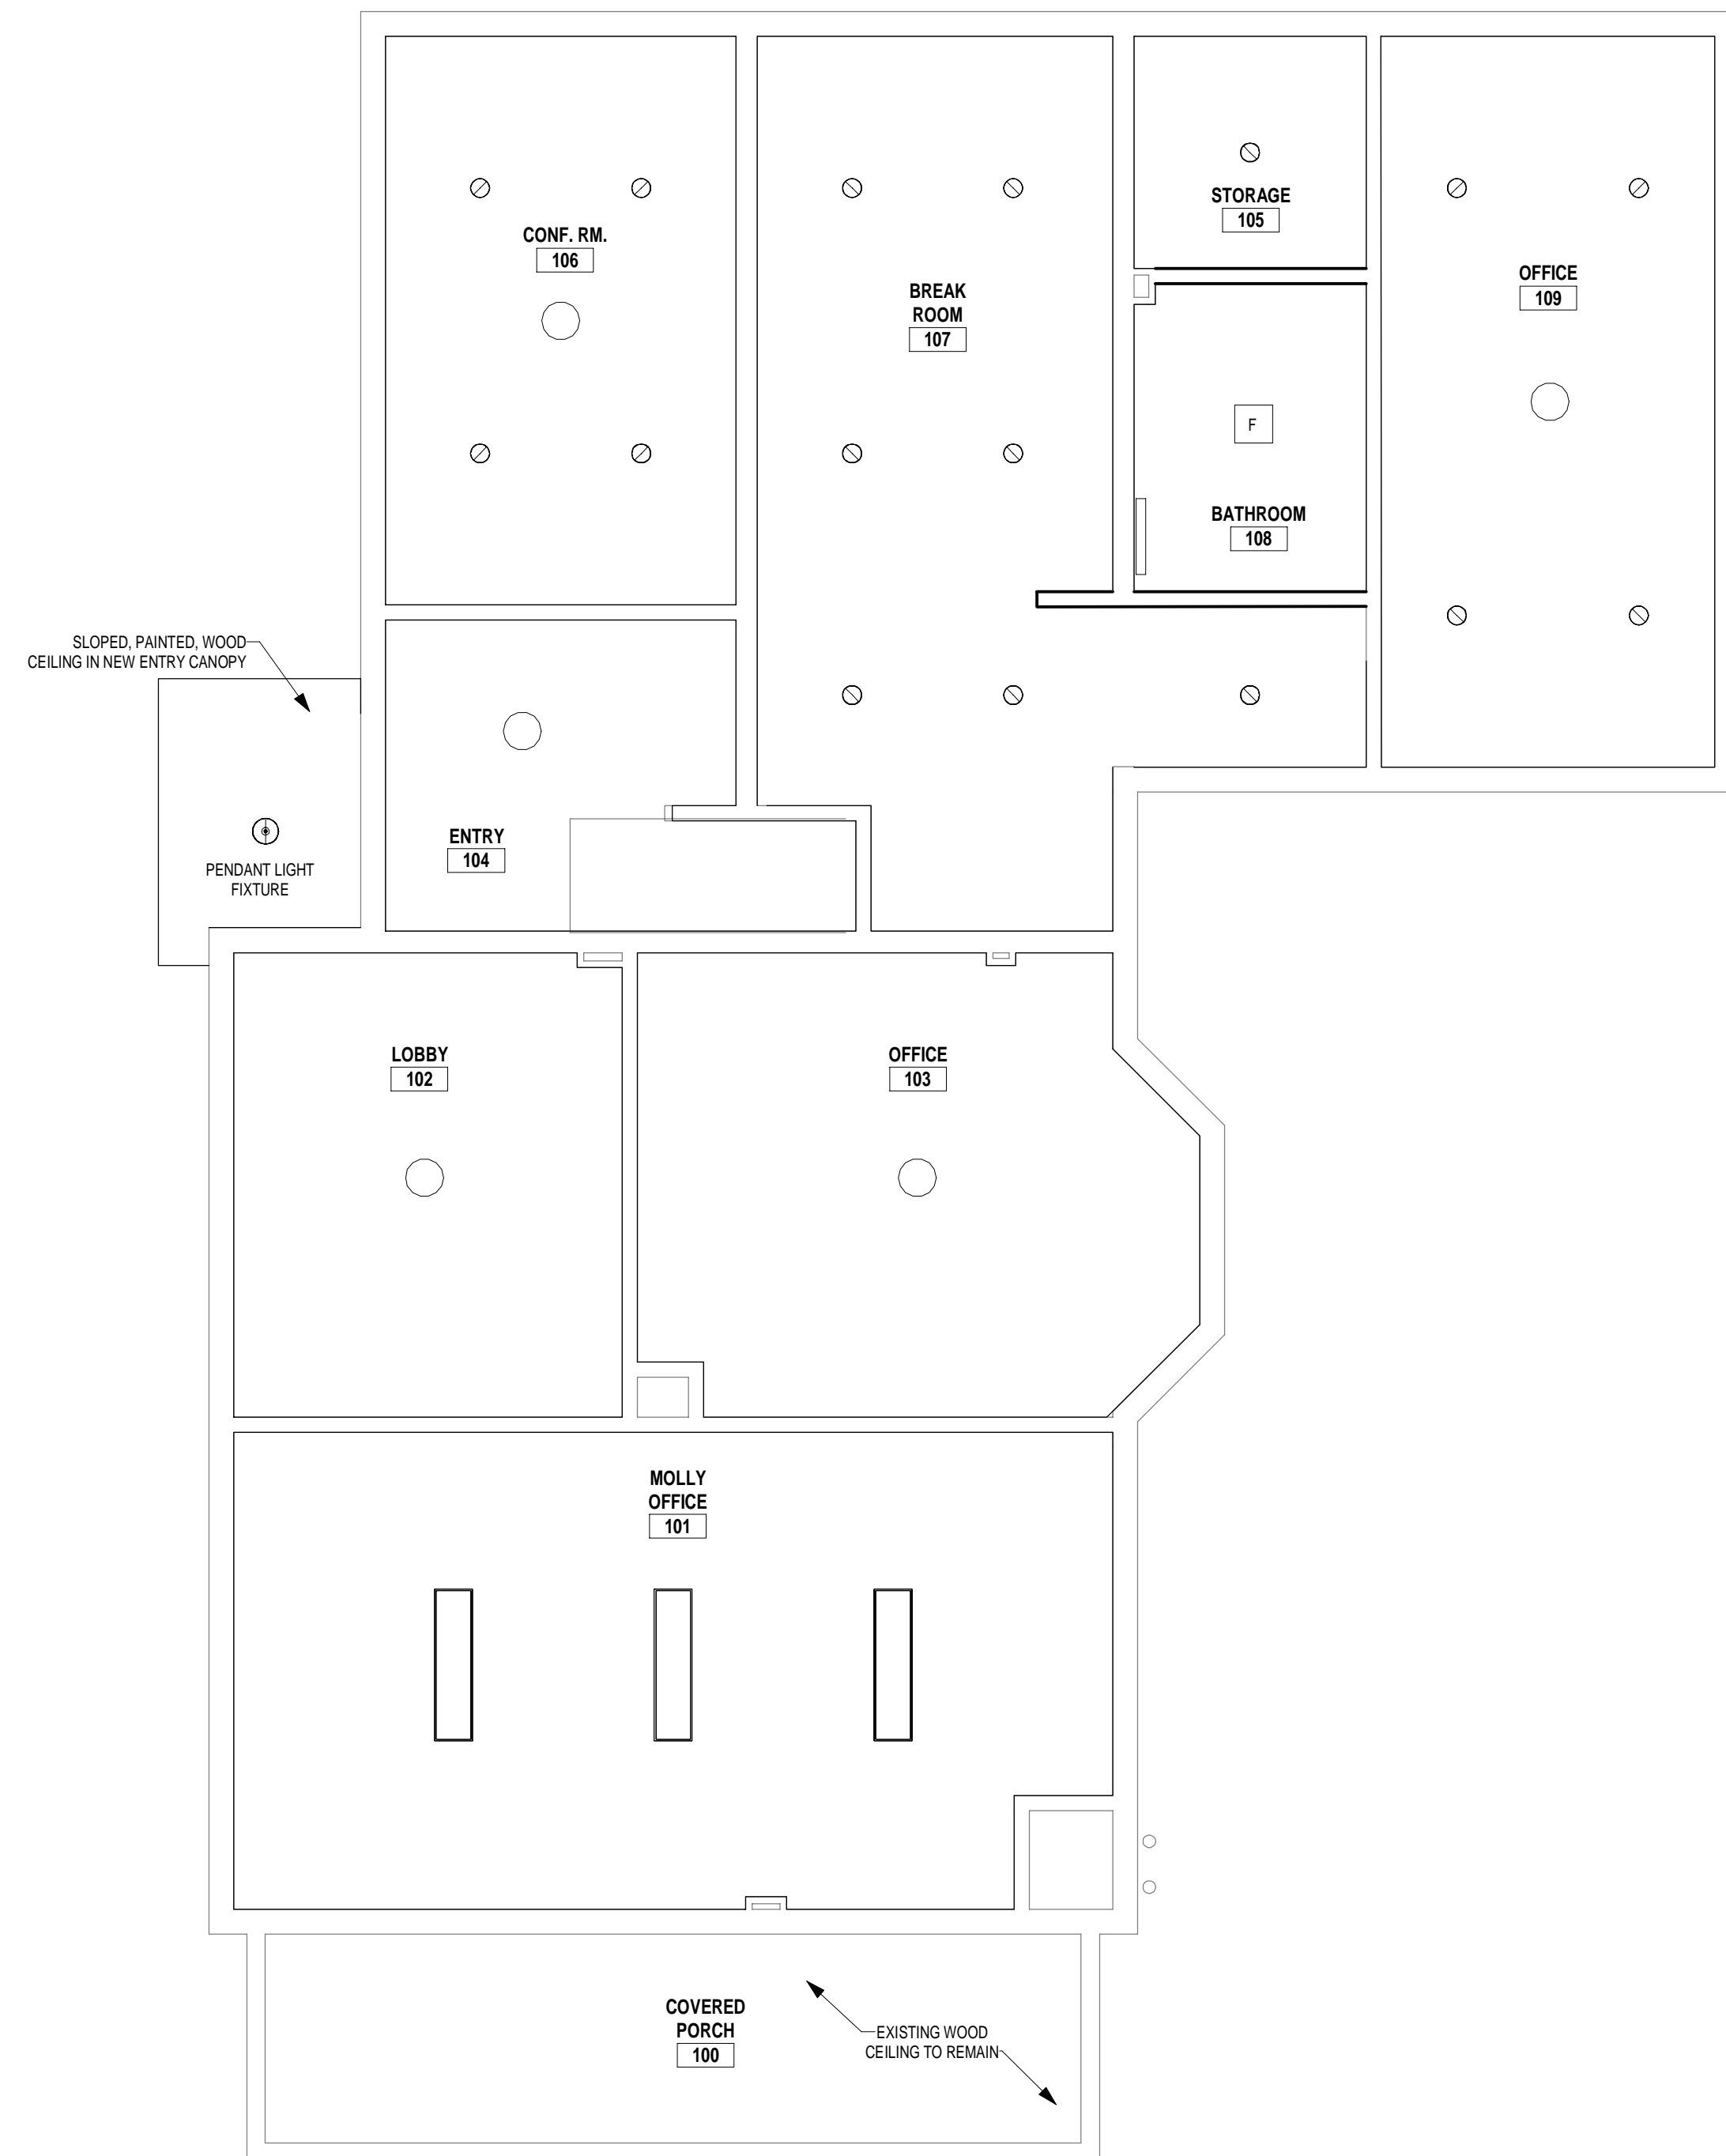 CONF. RM.
106
BREAK
ROOM
107
STORAGE
105
OFFICE
109
F
BATHROOM
108
SLOPED, PAINTED, WOOD
CEILING IN NEW ENTRY CANOPY
PENDANT LIGHT
FIXTURE
ENTRY
104
LOBBY
102
OFFICE
103
MOLLY
OFFICE
101
COVERED
PORCH
100
EXISTING WOOD
CEILING TO REMAIN